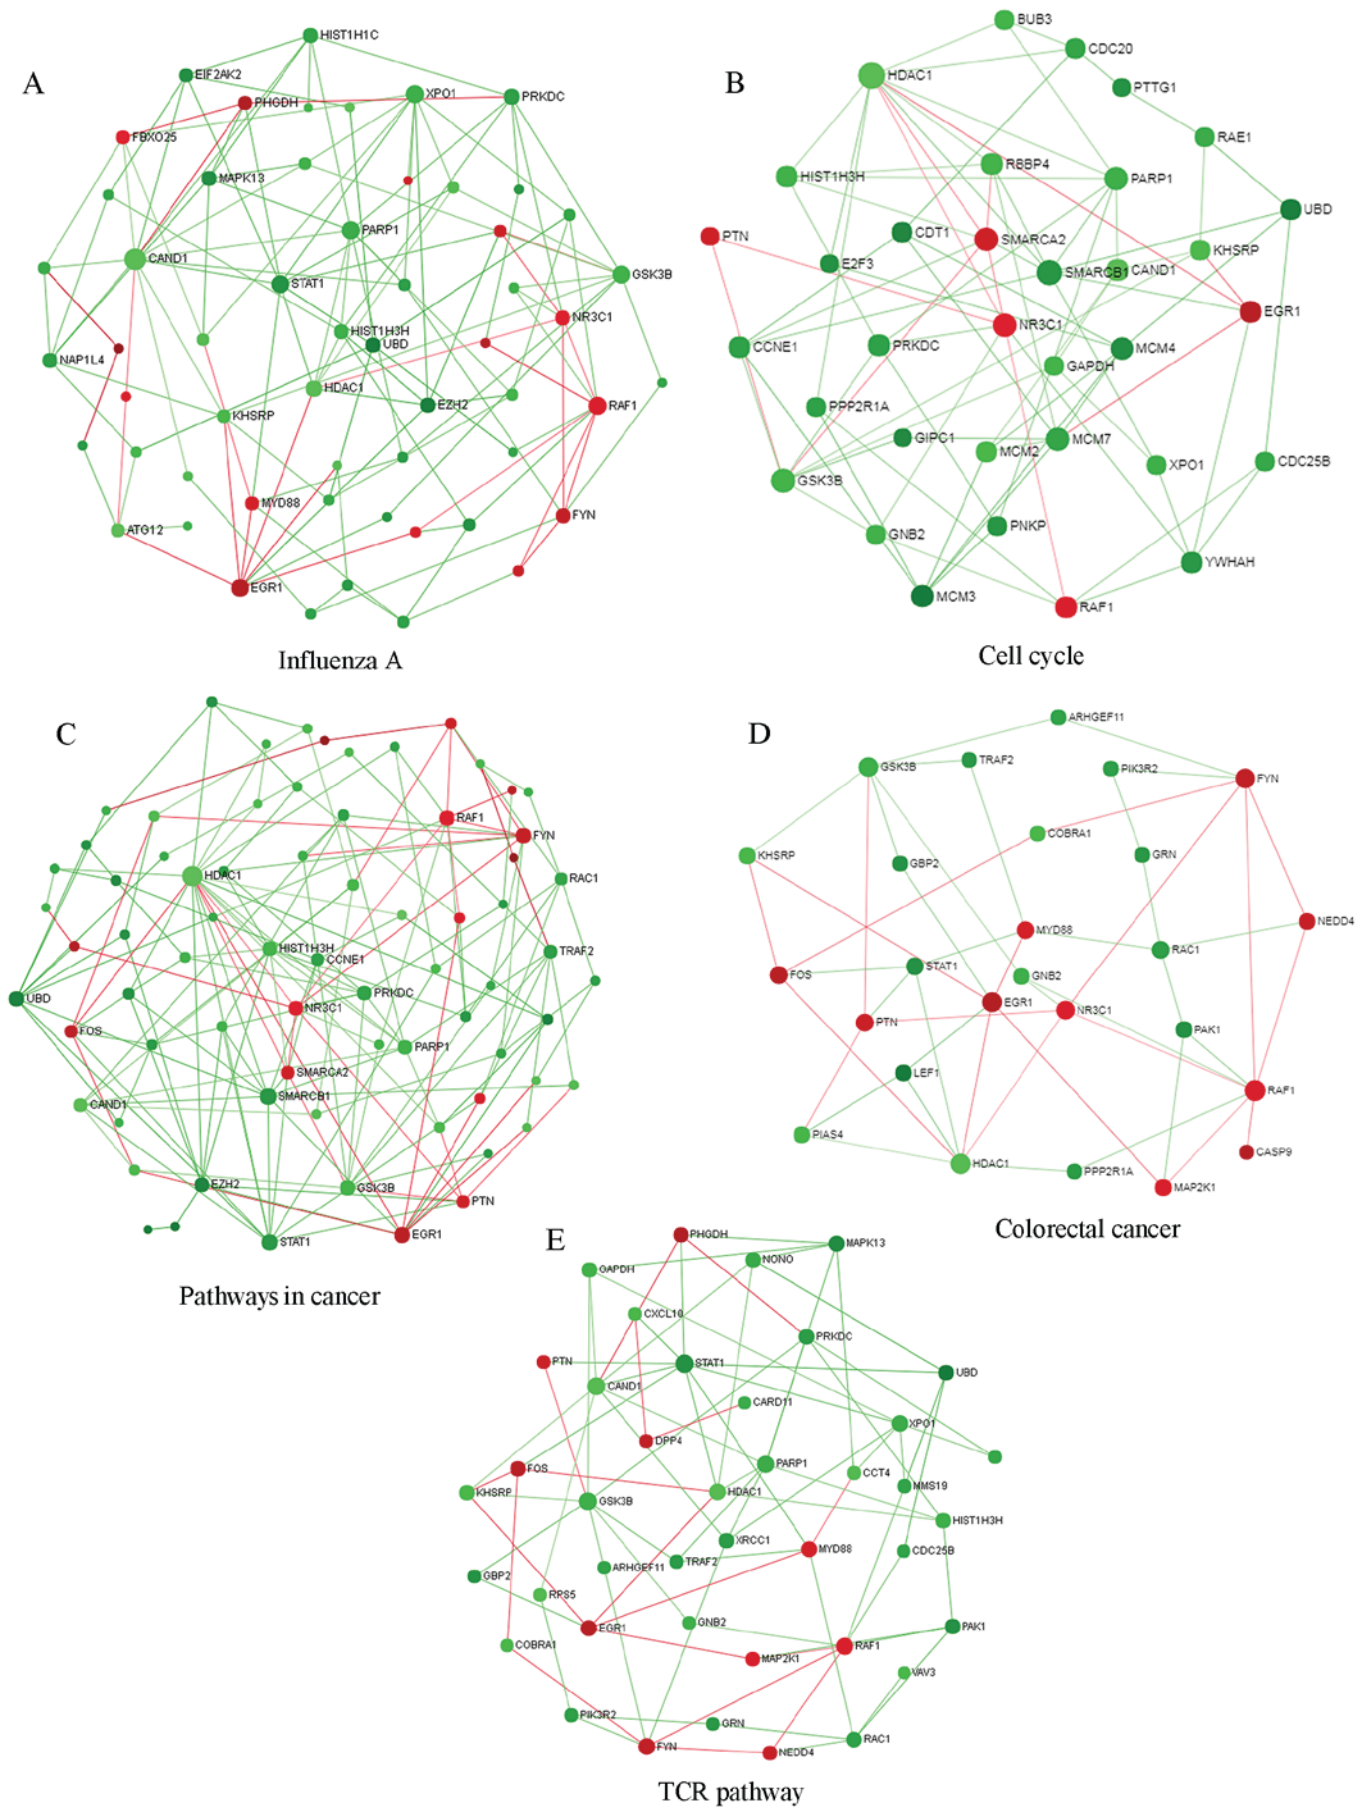 A
HIST1H1C
EIF2AK2
PHGDH
XPO1
PRKDC
FBXO25
MAPK13
PARP1
CAND1
STAT1
GSK3B
NR3C1
HIST1H3H
UBD
NAP1L4
HDAC1
EZH2
RAF1
KHSRP
MYD88
FYN
ATG12
EGR1
Influenza A
B
BUB3
CDC20
HDAC1
PTTG1
RAE1
RBBP4
HIST1H3H
PARP1
UBD
PTN
CDT1
SMARCA2
KHSRP
E2F3
SMARCB1
CAND1
EGR1
NR3C1
CCNE1
PRKDC
MCM4
GAPDH
PPP2R1A
GIPC1
MCM7
MCM2
XPO1
CDC25B
GSK3B
PNKP
GNB2
YWHAH
MCM3
RAF1
Cell cycle
C
RAF1
FYN
HDAC1
RAC1
HIST1H3H
CCNE1
TRAF2
PRKDC
UBD
NR3C1
FOS
PARP1
SMARCA2
SMARCB1
CAND1
EZH2
GSK3B
PTN
EGR1
STAT1
Pathways in cancer
D
ARHGEF11
GSK3B
TRAF2
PIK3R2
FYN
COBRA1
KHSRP
GBP2
GRN
NEDD4
MYD88
RAC1
FOS
STAT1
GNB2
EGR1
NR3C1
PTN
PAK1
LEF1
RAF1
PIAS4
CASP9
HDAC1
PPP2R1A
MAP2K1
Colorectal cancer
E
PHGDH
MAPK13
GAPDH
NONO
CXCL10
PRKDC
PTN
STAT1
UBD
CAND1
CARD11
XPO1
DPP4
FOS
PARP1
CCT4
MMS19
KHSRP
GSK3B
HDAC1
HIST1H3H
XRCC1
MYD88
CDC25B
ARHGEF11
TRAF2
GBP2
RPS5
EGR1
GNB2
PAK1
COBRA1
MAP2K1
RAF1
VAV3
PIK3R2
GRN
RAC1
FYN
NEDD4
TCR pathway